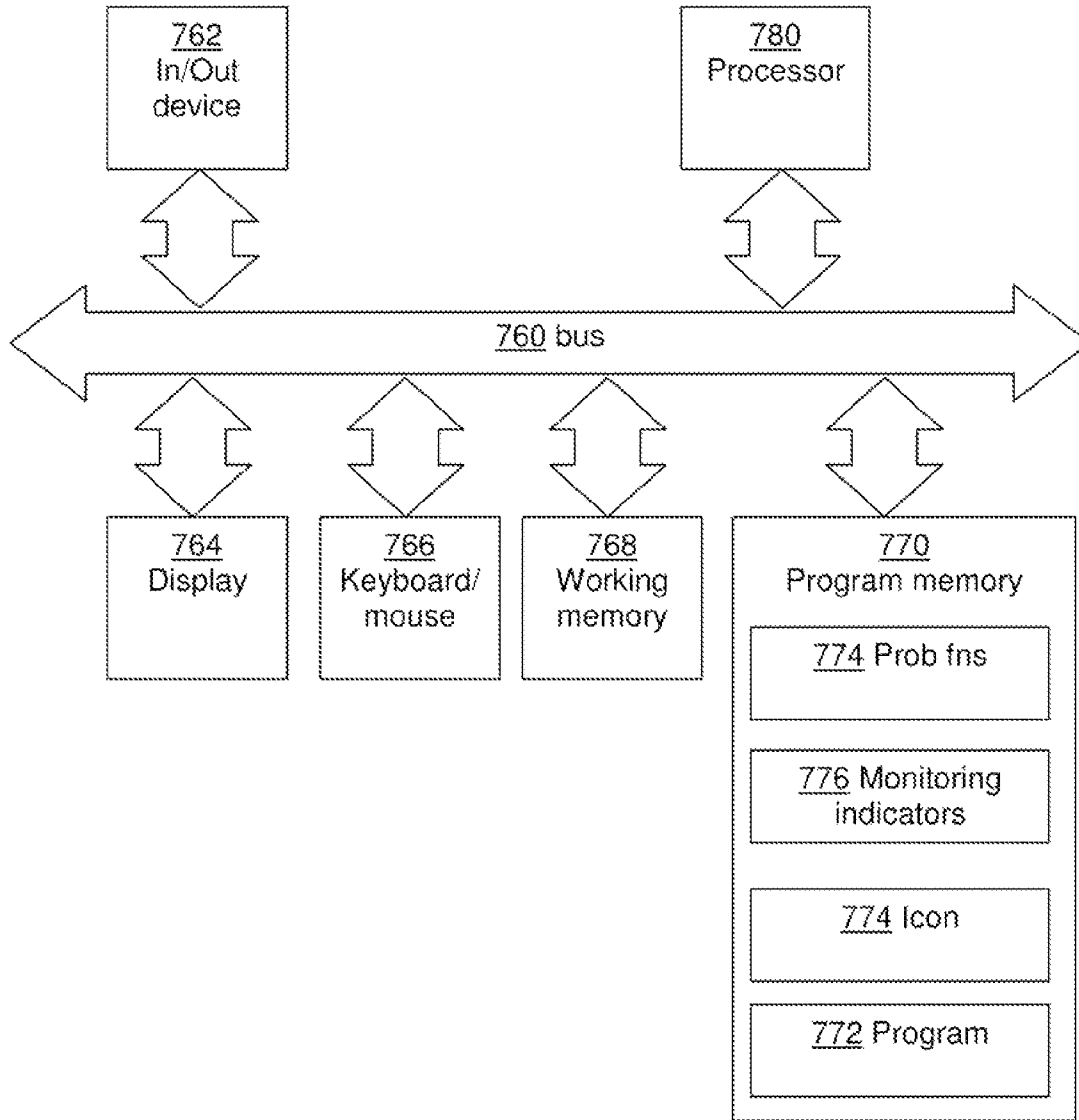 762
In/Out
device
780
Processor
760 bus
764
Display
766
Keyboard/
mouse
768
Working
memory
770
Program memory
774 Prob fns
776 Monitoring
indicators
774 Icon
772 Program